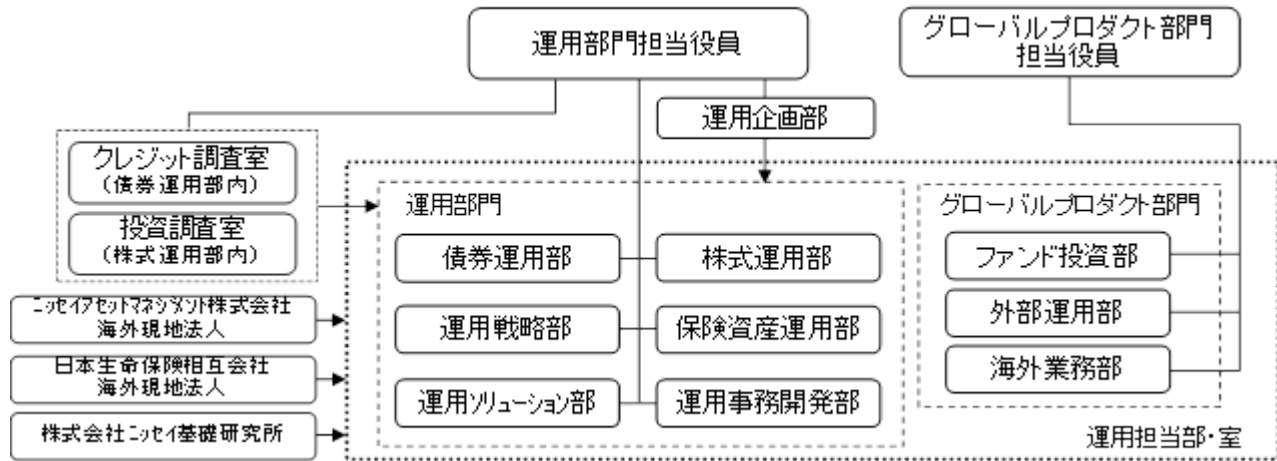 運用部門担当役員
グローバルプロダクト部門
担当役員
運用企画部
クレジット調査室
(債券運用部内)
投資調査室
(株式運用部内)
運用部門
グローバルプロダクト部門
債券運用部
株式運用部
ファンド投資部
ニッセイアセットマネジメント株式会社
海外現地法人
運用戦略部
保険資産運用部
外部運用部
日本生命保険相互会社
海外現地法人
海外業務部
運用ソリューション部
運用事務開発部
株式会社ニッセイ基礎研究所
運用担当部・室